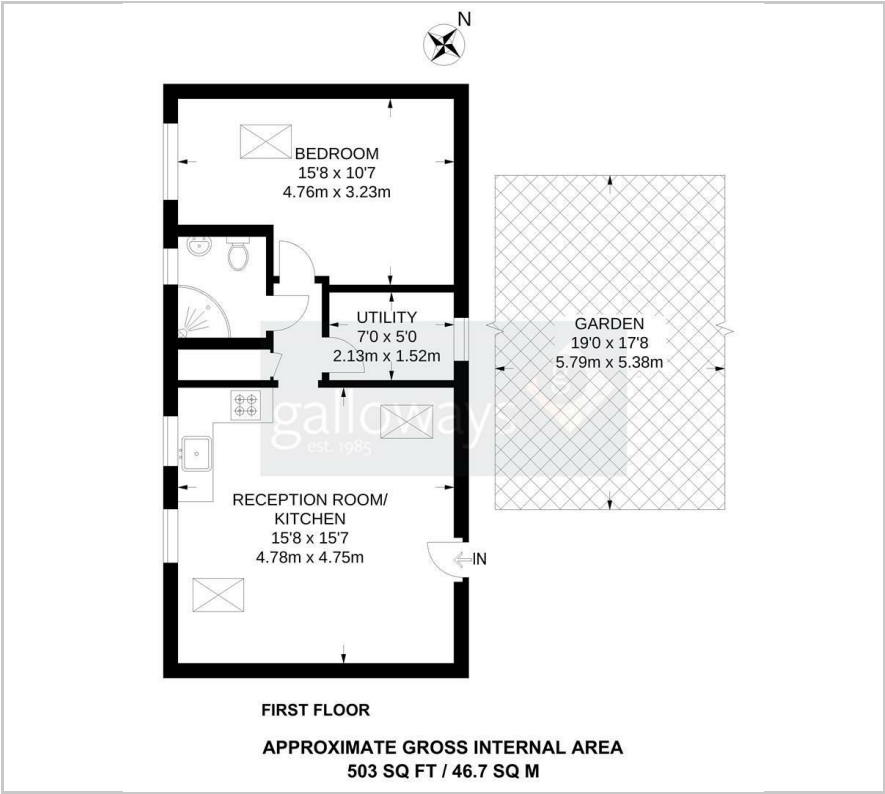 N
BEDROOM
15'8 x 10'7
4.76m x 3.23m
UTILITY
7'0 x 5'0
2.13m x 1.52m
GARDEN
19'0 x 17'8
5.79m x 5.38m
galloways
est. 1985
RECEPTION ROOM/
KITCHEN
15'8 x 15'7
4.78m x 4.75m
IN
FIRST FLOOR
APPROXIMATE GROSS INTERNAL AREA
503 SQ FT / 46.7 SQ M